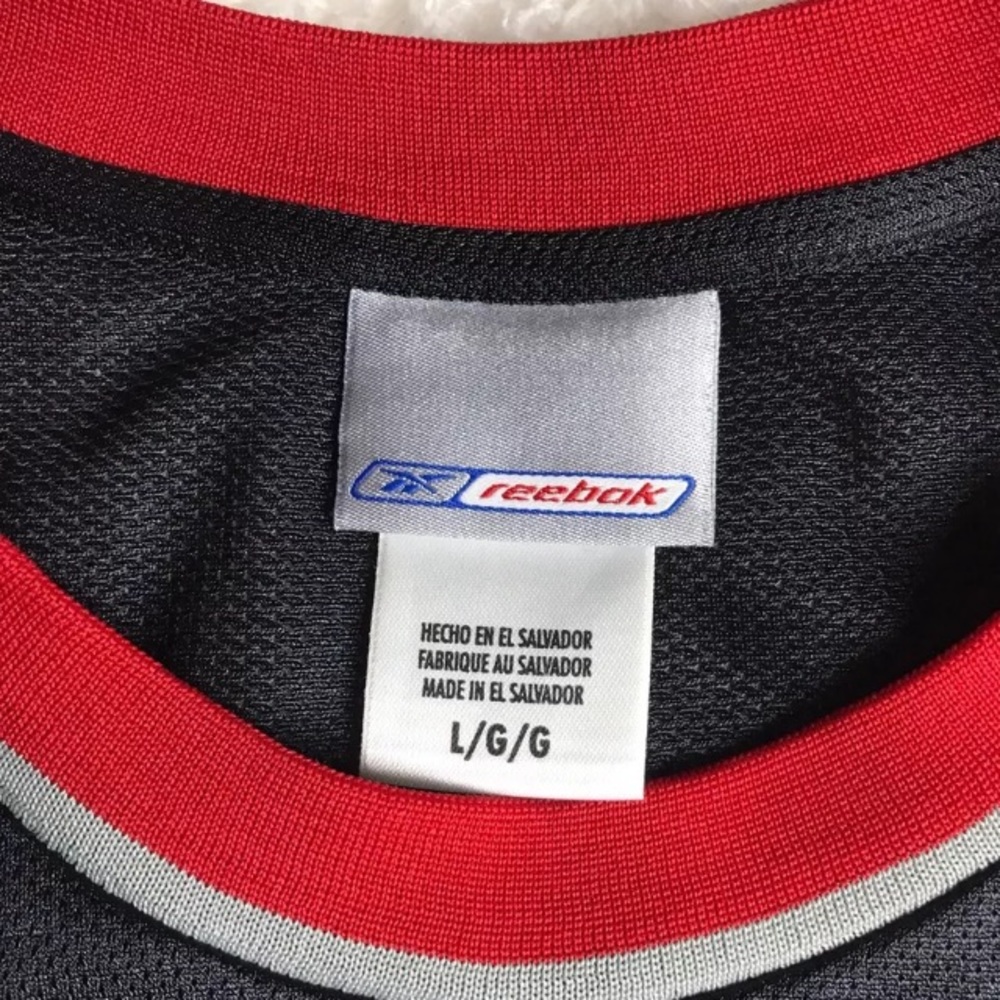 reebok
HECHO EN EL SALVADOR
FABRIQUE AU SALVADOR
MADE IN EL SALVADOR
L/G/G